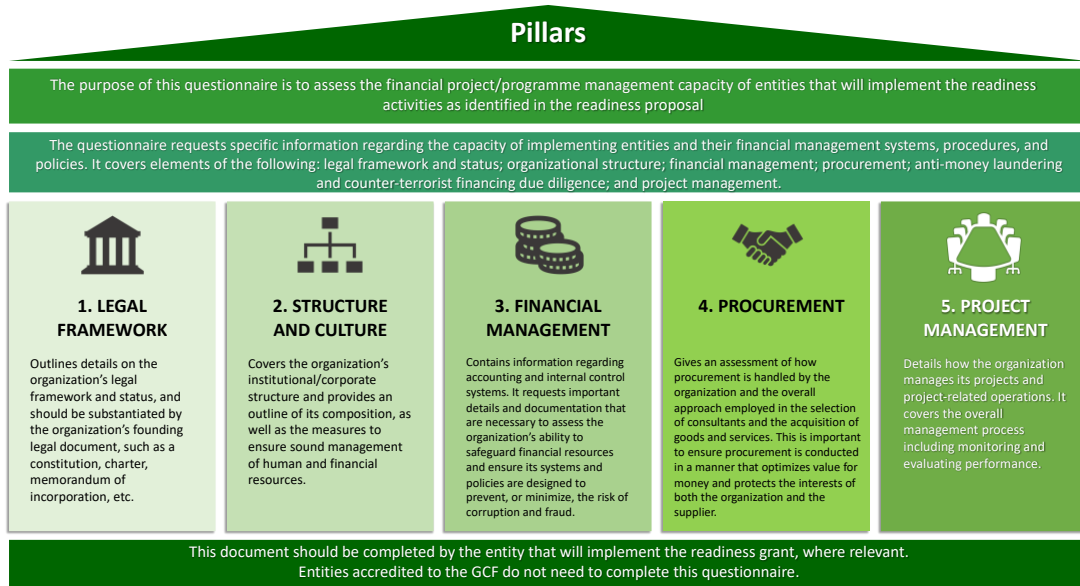 Pillars
The purpose of this questionnaire is to assess the financial project/programme management capacity of entities that will implement the readiness
activities as identified in the readiness proposal
The questionnaire requests specific information regarding the capacity of implementing entities and their financial management systems, procedures, and
policies. It covers elements of the following: legal framework and status; organizational structure; financial management; procurement; anti-money laundering
and counter-terrorist financing due diligence; and project management.
1. LEGAL
FRAMEWORK
Outlines details on the
organization's legal
framework and status, and
should be substantiated by
the organization's founding
legal document, such as a
constitution, charter,
memorandum of
incorporation, etc.
2. STRUCTURE
AND CULTURE
Covers the organization's
institutional/corporate
structure and provides an
outline of its composition, as
well as the measures to
ensure sound management
of human and financial
resources.
3. FINANCIAL
MANAGEMENT
Contains information regarding
accounting and internal control
systems. It requests important
details and documentation that
are necessary to assess the
organization's ability to
safeguard financial resources
and ensure its systems and
policies are designed to
prevent, or minimize, the risk of
corruption and fraud.
4. PROCUREMENT
Gives an assessment of how
procurement is handled by the
organization and the overall
approach employed in the selection
of consultants and the acquisition of
goods and services. This is important
to ensure procurement is conducted
in a manner that optimizes value for
money and protects the interests of
both the organization and the
supplier.
5. PROJECT
MANAGEMENT
Details how the organization
manages its projects and
project-related operations. It
covers the overall
management process
including monitoring and
evaluating performance.
This document should be completed by the entity that will implement the readiness grant, where relevant.
Entities accredited to the GCF do not need to complete this questionnaire.